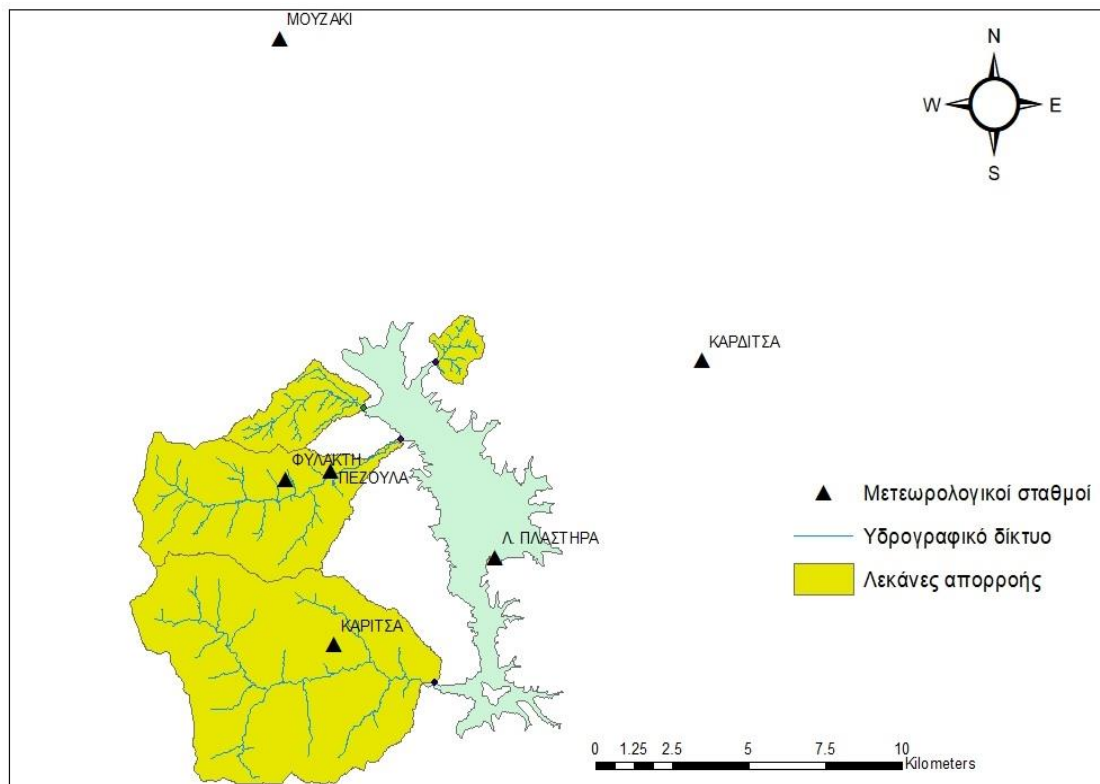 ΜΟΥΖΑΚΙ
N
W E
S
ΚΑΡΔΙΤΣΑ
ΦΥΛΑΚΤΗ
ΠΕΖΟΥΛΑ
Λ. ΠΛΑΣΤΗΡΑ
ΚΑΡΙΤΣΑ
Μετεωρολογικοί σταθμοί
Υδρογραφικό δίκτυο
Λεκάνες απορροής
0 1.25 2.5 5 7.5 10
Kilometers